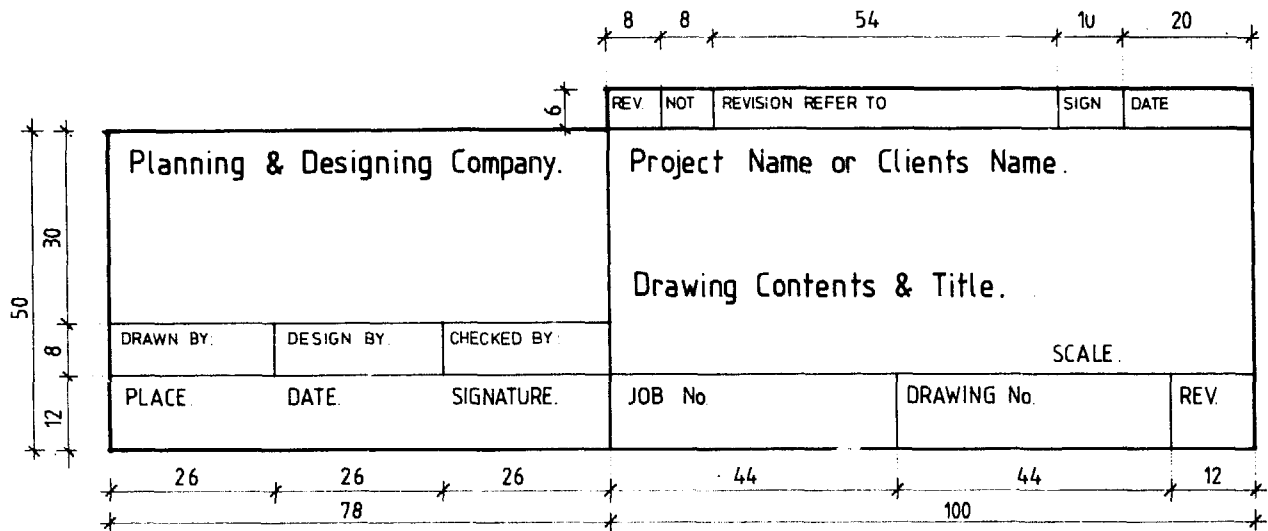 8 8 54 10 20
6
REV. NOT REVISION REFER TO SIGN DATE
Planning & Designing Company.
Project Name or Clients Name.
30
50
Drawing Contents & Title.
DRAWN BY: DESIGN BY. CHECKED BY:
8
SCALE.
PLACE. DATE. SIGNATURE. JOB No. DRAWING No. REV.
12
26 26 26 44 44 12
78 100